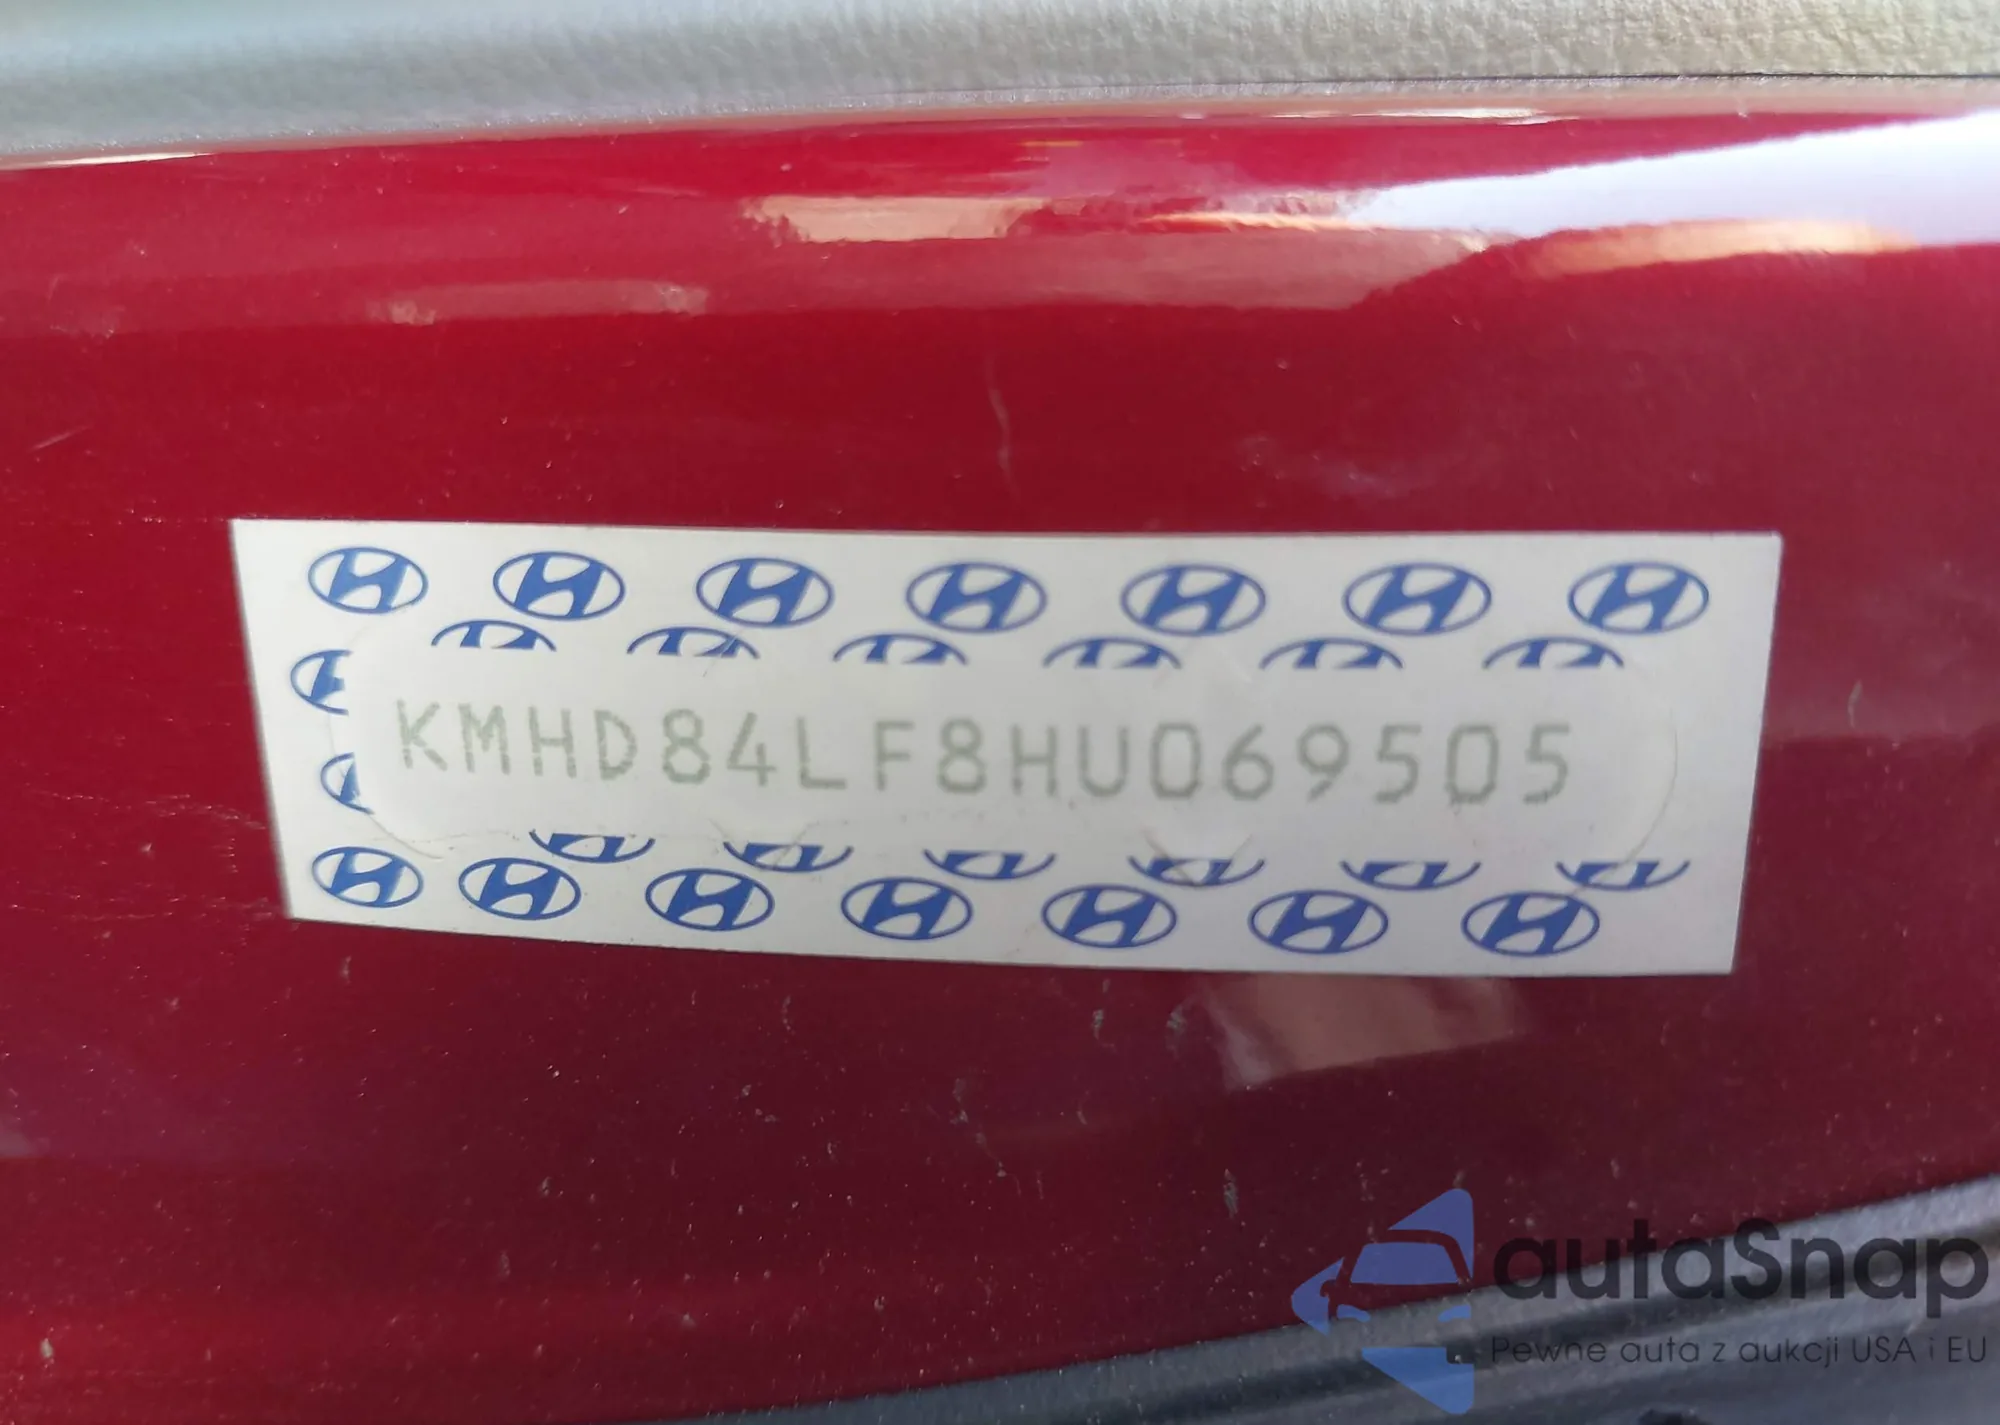 KMHD84LF8HU069505
autaSnap
Pewne auta z aukcji USA i EU